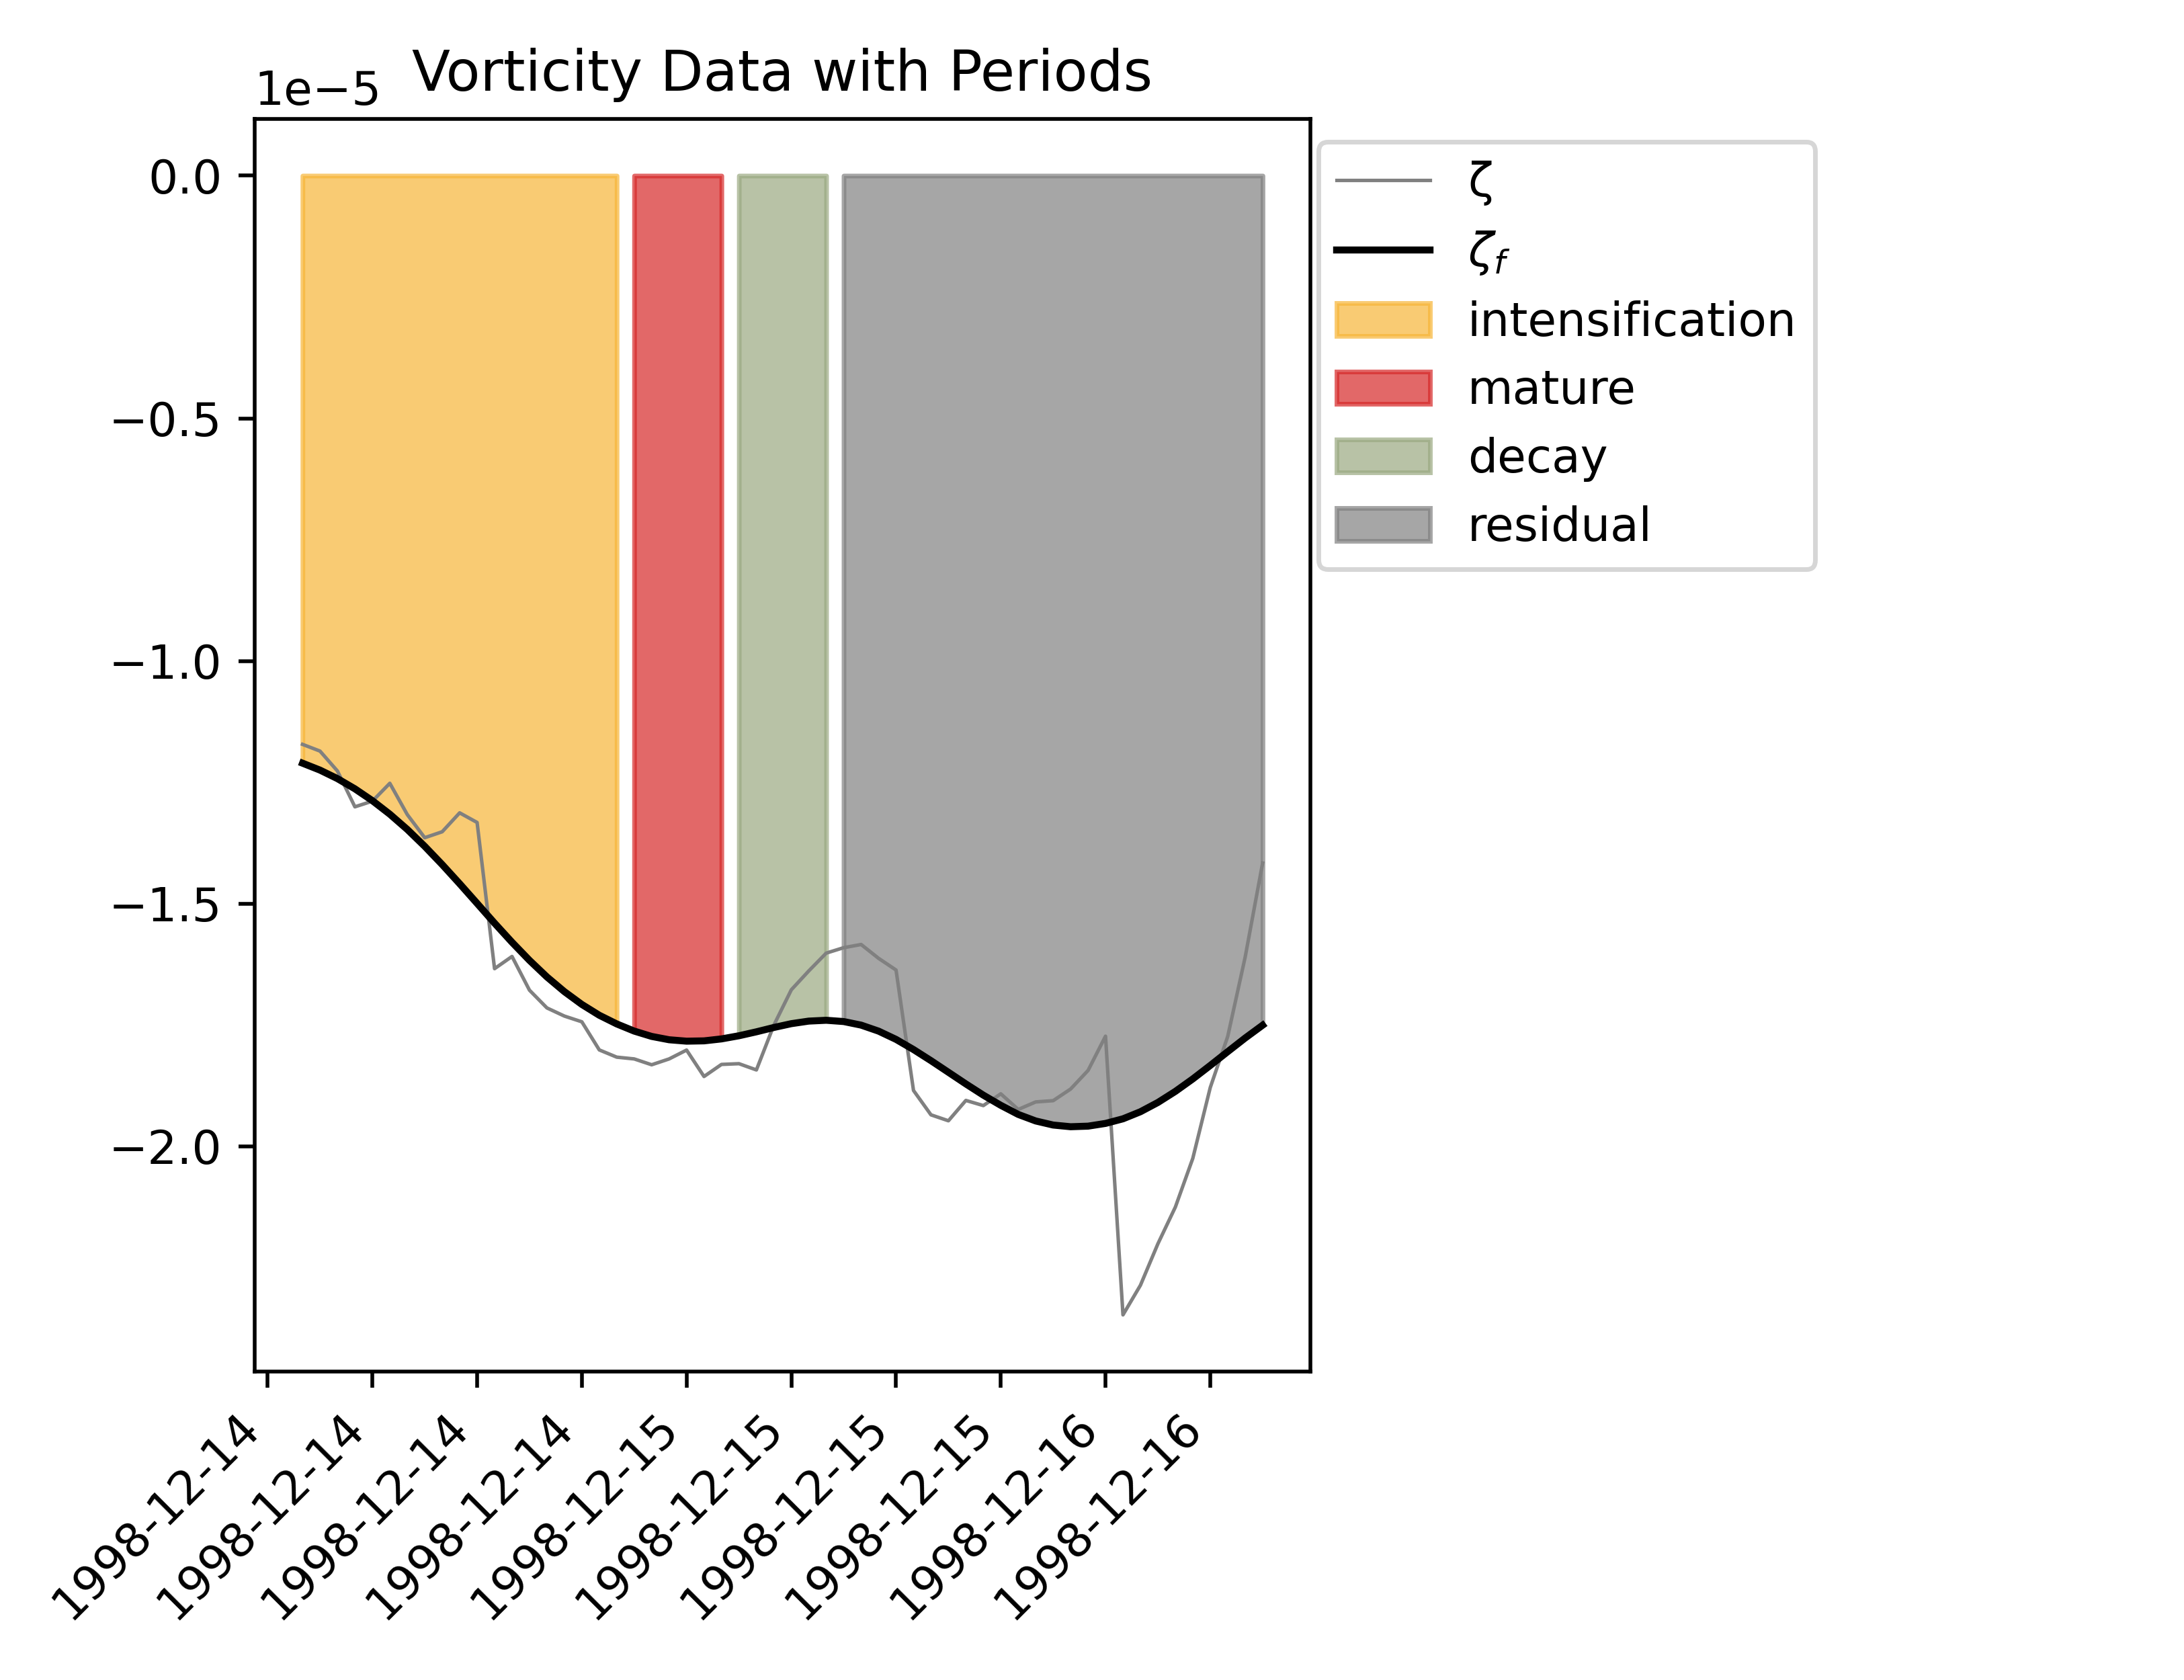 Vorticity Data with Periods
1e−5
0.0
−0.5
−1.0
−1.5
−2.0
1998-12-14
1998-12-14
1998-12-14
1998-12-14
1998-12-15
1998-12-15
1998-12-15
1998-12-15
1998-12-16
1998-12-16
ζ
ζf
intensification
mature
decay
residual